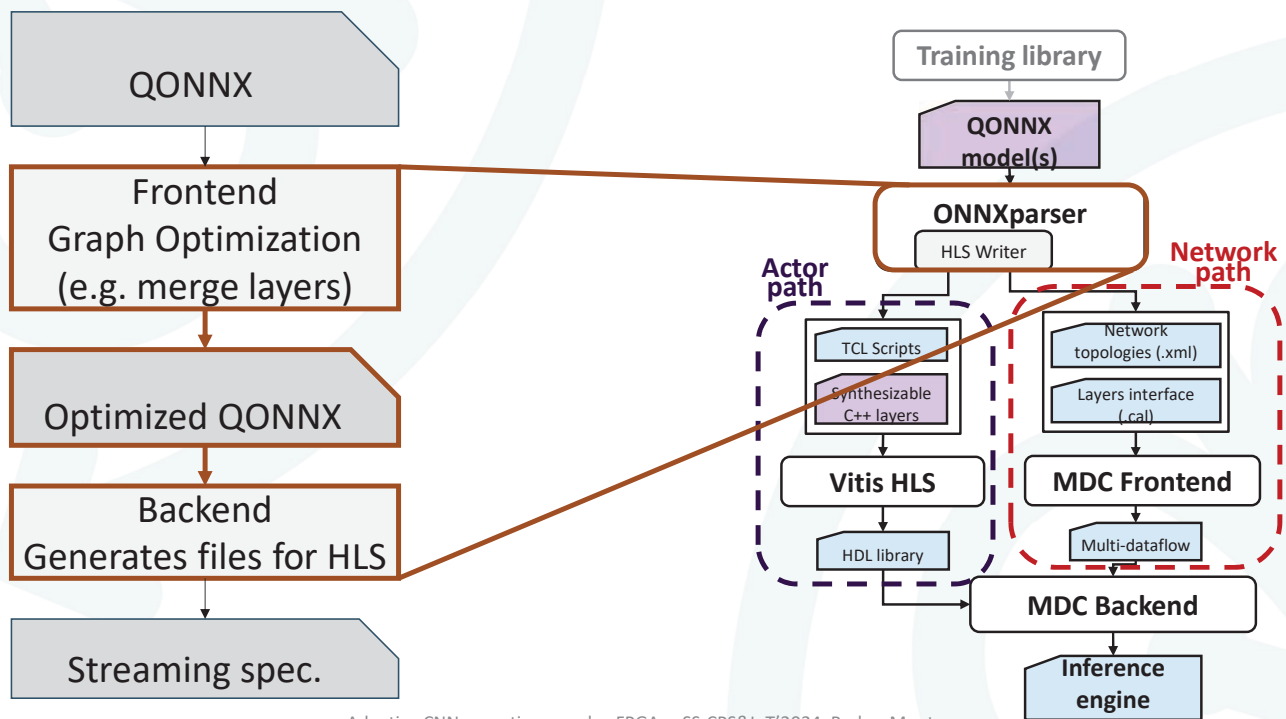 QONNX
Frontend
Graph Optimization
(e.g. merge layers)
Optimized QONNX
Backend
Generates files for HLS
Streaming spec.
Training library
QONNX
model(s)
ONNXparser
HLS Writer
Actor
path
Network
path
TCL Scripts
Synthesizable
C++ layers
Network
topologies (.xml)
Layers interface
(.cal)
Vitis HLS
MDC Frontend
HDL library
Multi-dataflow
MDC Backend
Inference
engine